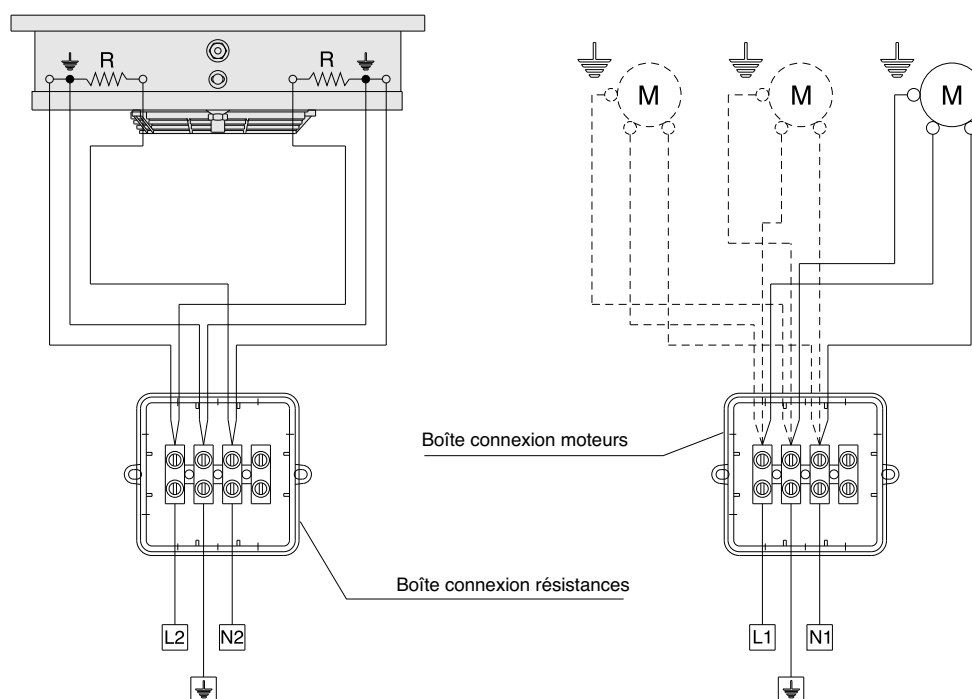 R R
M M M
Boîte connexion moteurs
Boîte connexion résistances
L2 N2 L1 N1